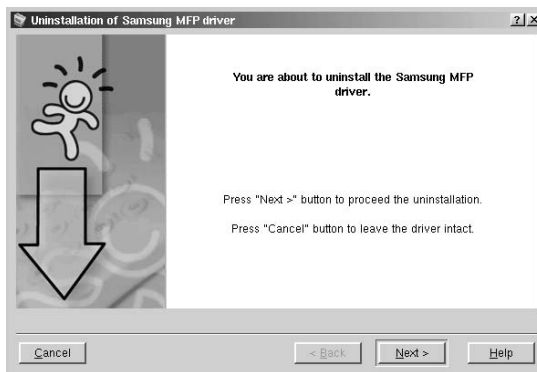 Uninstallation of Samsung MFP driver
You are about to uninstall the Samsung MFP
driver.
Press "Next >" button to proceed the uninstallation.
Press "Cancel" button to leave the driver intact.
Cancel < Back Next > Help